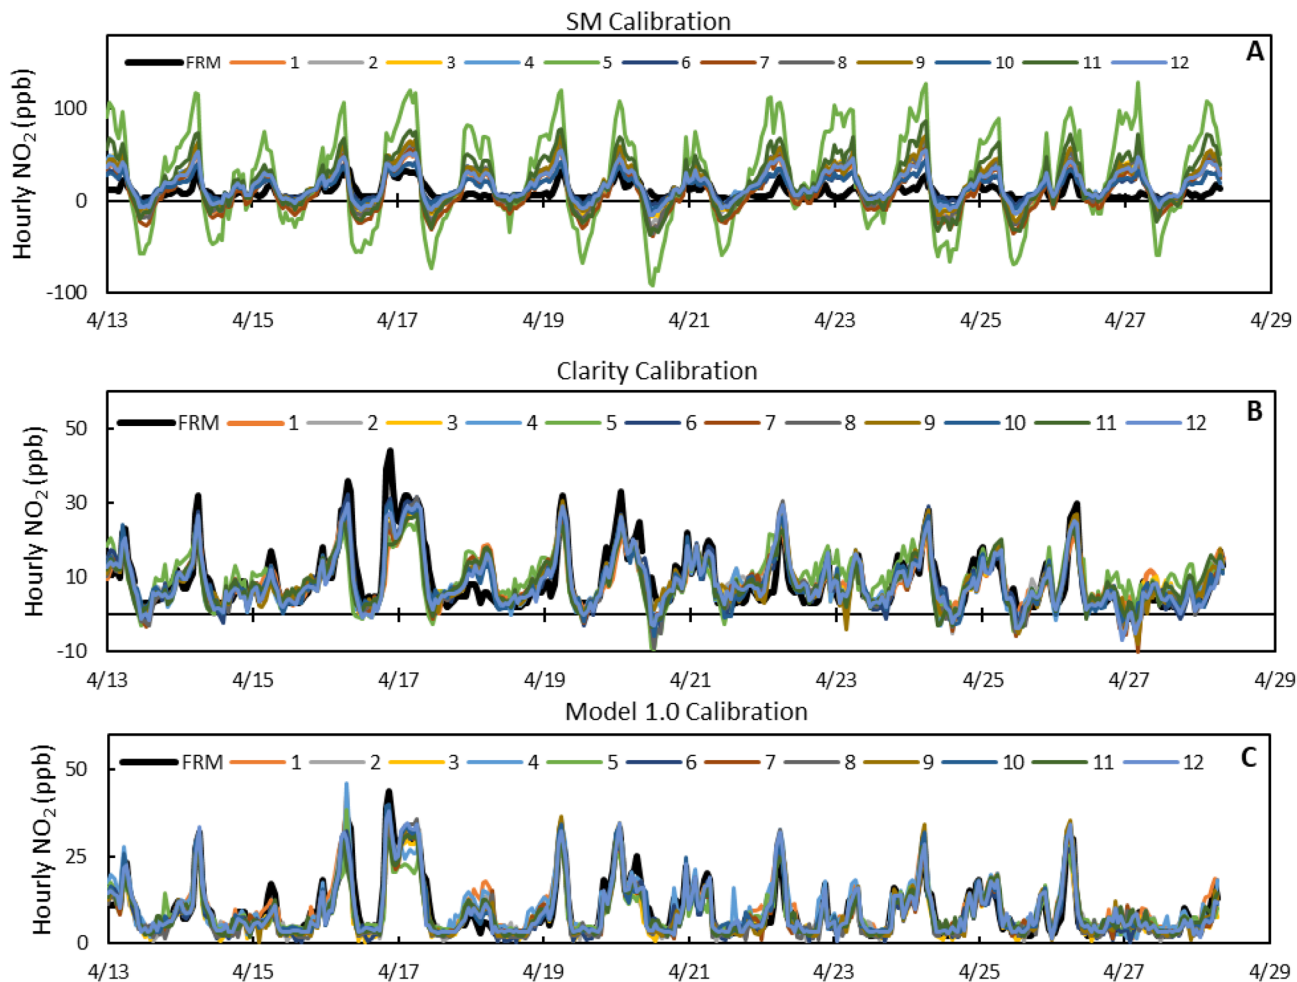 SM Calibration
A
FRM 1 2 3 4 5 6 7 8 9 10 11 12
Hourly NO₂ (ppb)
100
0
-100
4/13 4/15 4/17 4/19 4/21 4/23 4/25 4/27 4/29
Clarity Calibration
B
FRM 1 2 3 4 5 6 7 8 9 10 11 12
Hourly NO₂ (ppb)
50
30
10
-10
4/13 4/15 4/17 4/19 4/21 4/23 4/25 4/27 4/29
Model 1.0 Calibration
C
FRM 1 2 3 4 5 6 7 8 9 10 11 12
Hourly NO₂ (ppb)
50
25
0
4/13 4/15 4/17 4/19 4/21 4/23 4/25 4/27 4/29